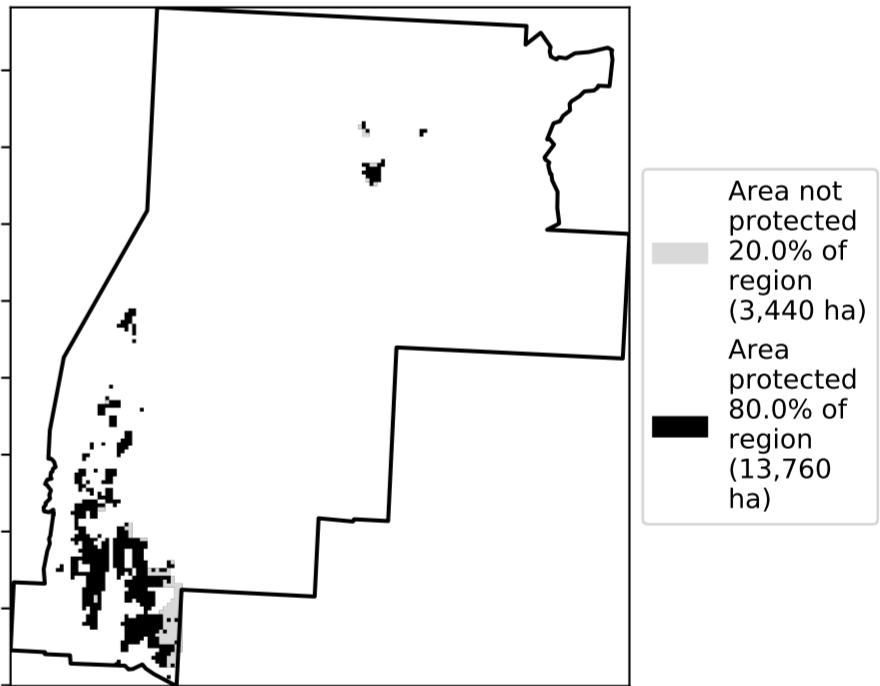 Area not
protected
20.0% of
region
(3,440 ha)
Area
protected
80.0% of
region
(13,760
ha)